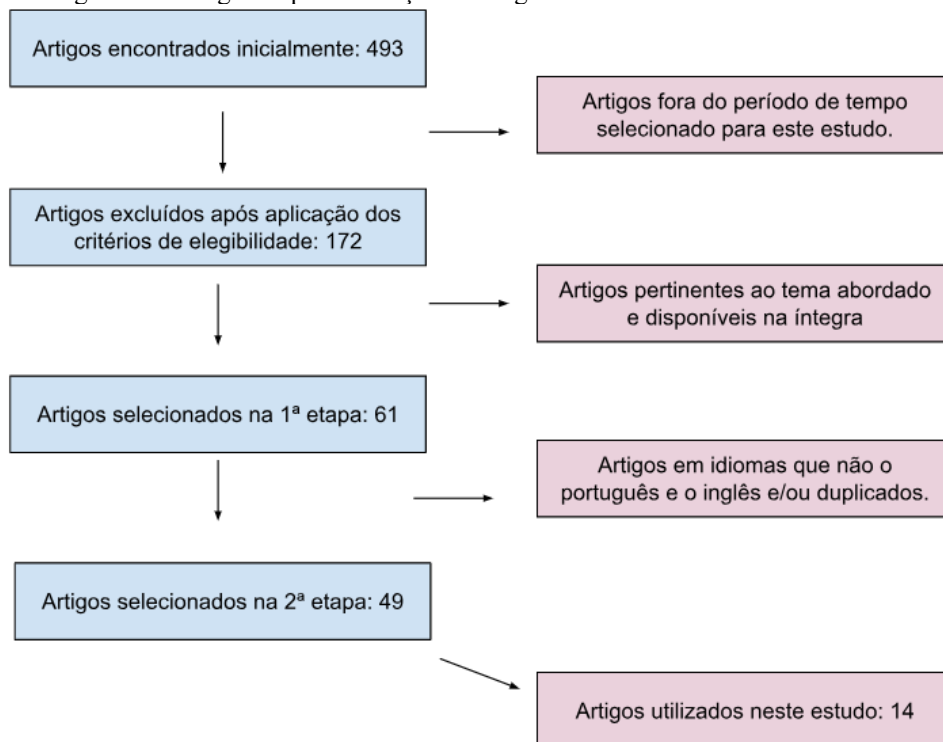 Artigos encontrados inicialmente: 493
Artigos fora do período de tempo
selecionado para este estudo.
Artigos excluídos após aplicação dos
critérios de elegibilidade: 172
Artigos pertinentes ao tema abordado
e disponíveis na íntegra
Artigos selecionados na 1ª etapa: 61
Artigos em idiomas que não o
português e o inglês e/ou duplicados.
Artigos selecionados na 2ª etapa: 49
Artigos utilizados neste estudo: 14